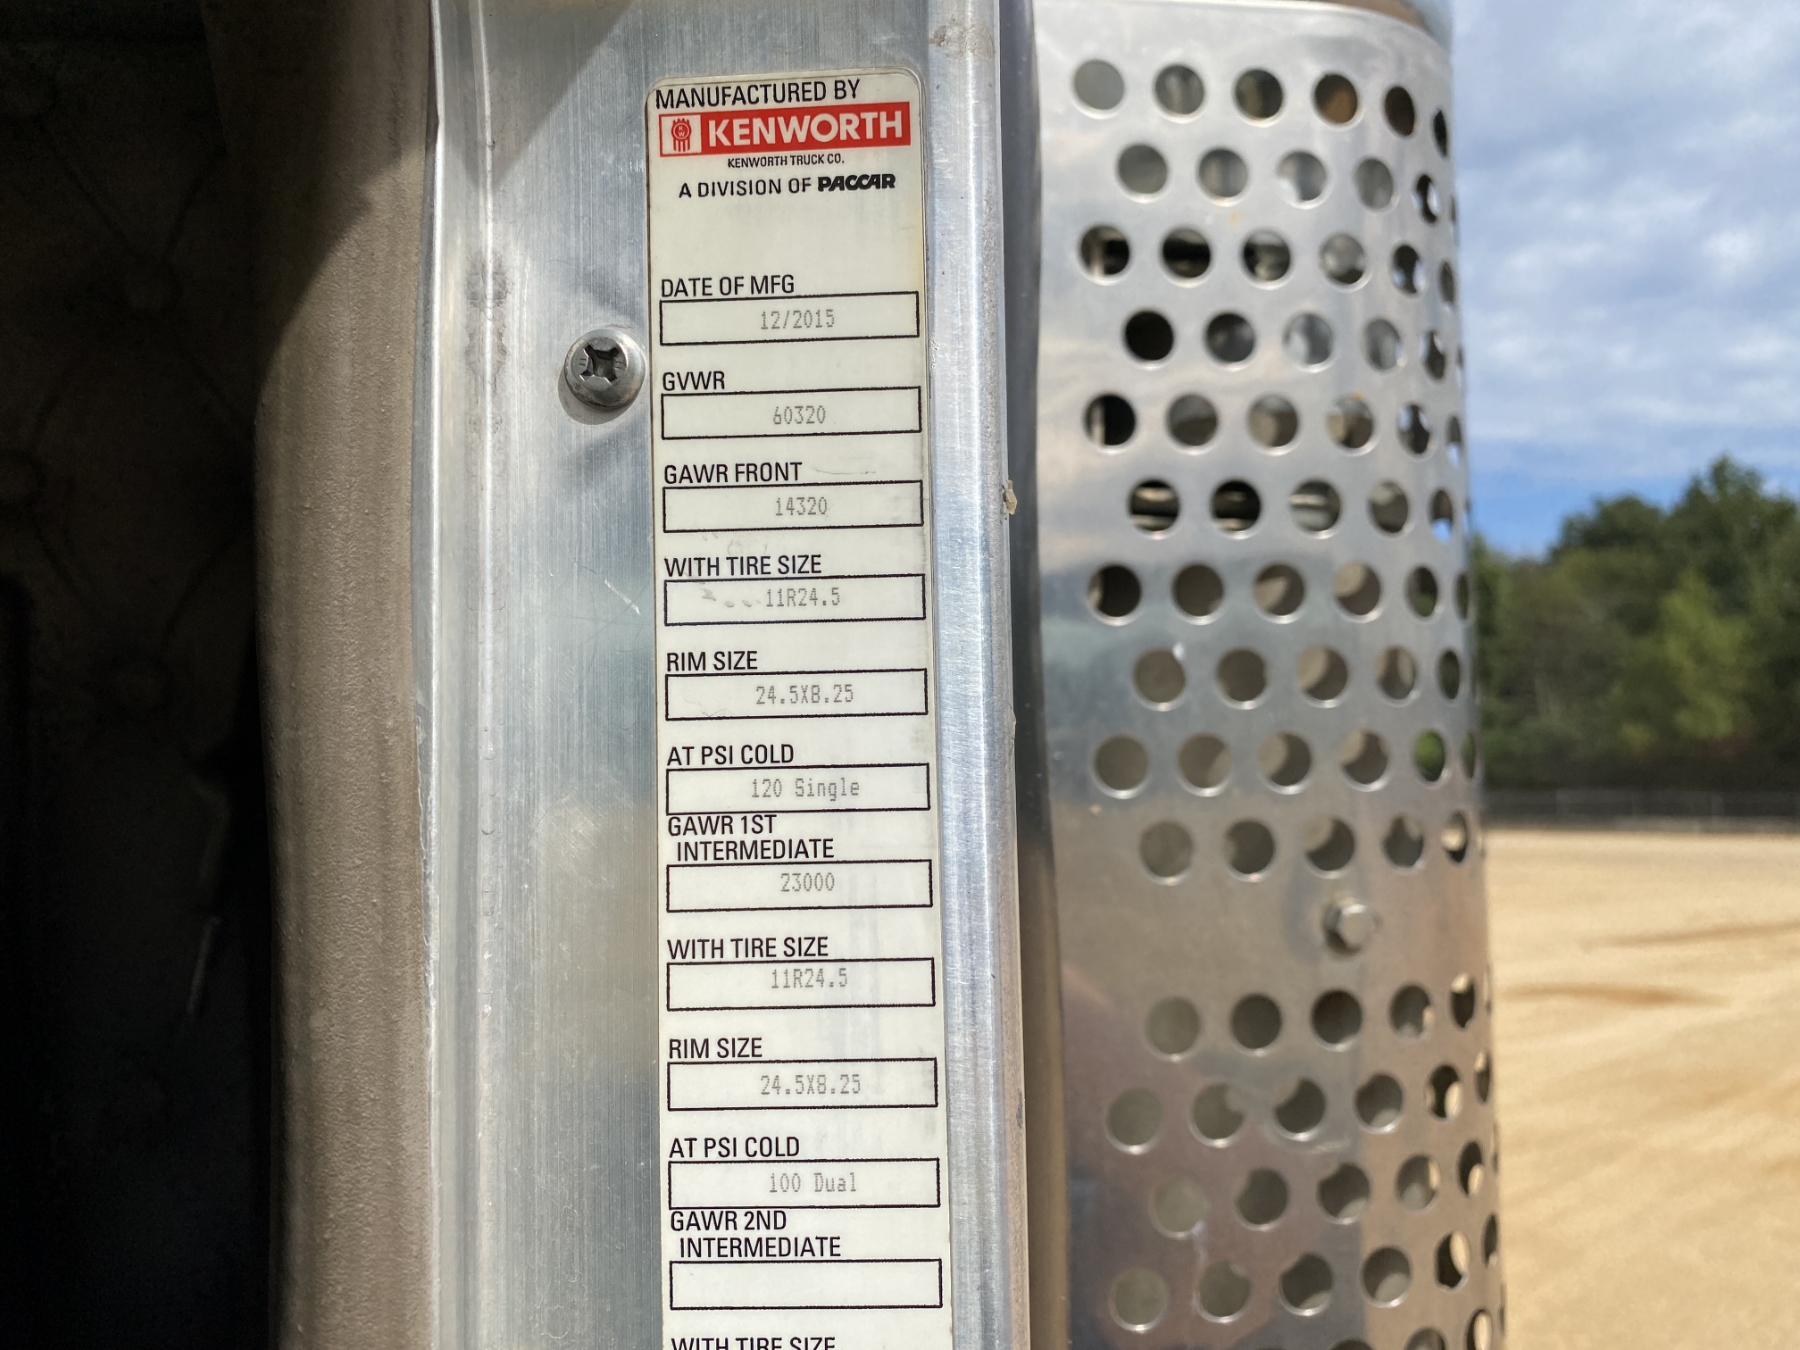 MANUFACTURED BY
KENWORTH
KENWORTH TRUCK CO.
A DIVISION OF PACCAR
DATE OF MFG
12/2015
GVWR
60320
GAWR FRONT
14320
WITH TIRE SIZE
11R24.5
RIM SIZE
24.5X8.25
AT PSI COLD
120 Single
GAWR 1ST
INTERMEDIATE
23000
WITH TIRE SIZE
11R24.5
RIM SIZE
24.5X8.25
AT PSI COLD
100 Dual
GAWR 2ND
INTERMEDIATE
WITH TIRE SIZE